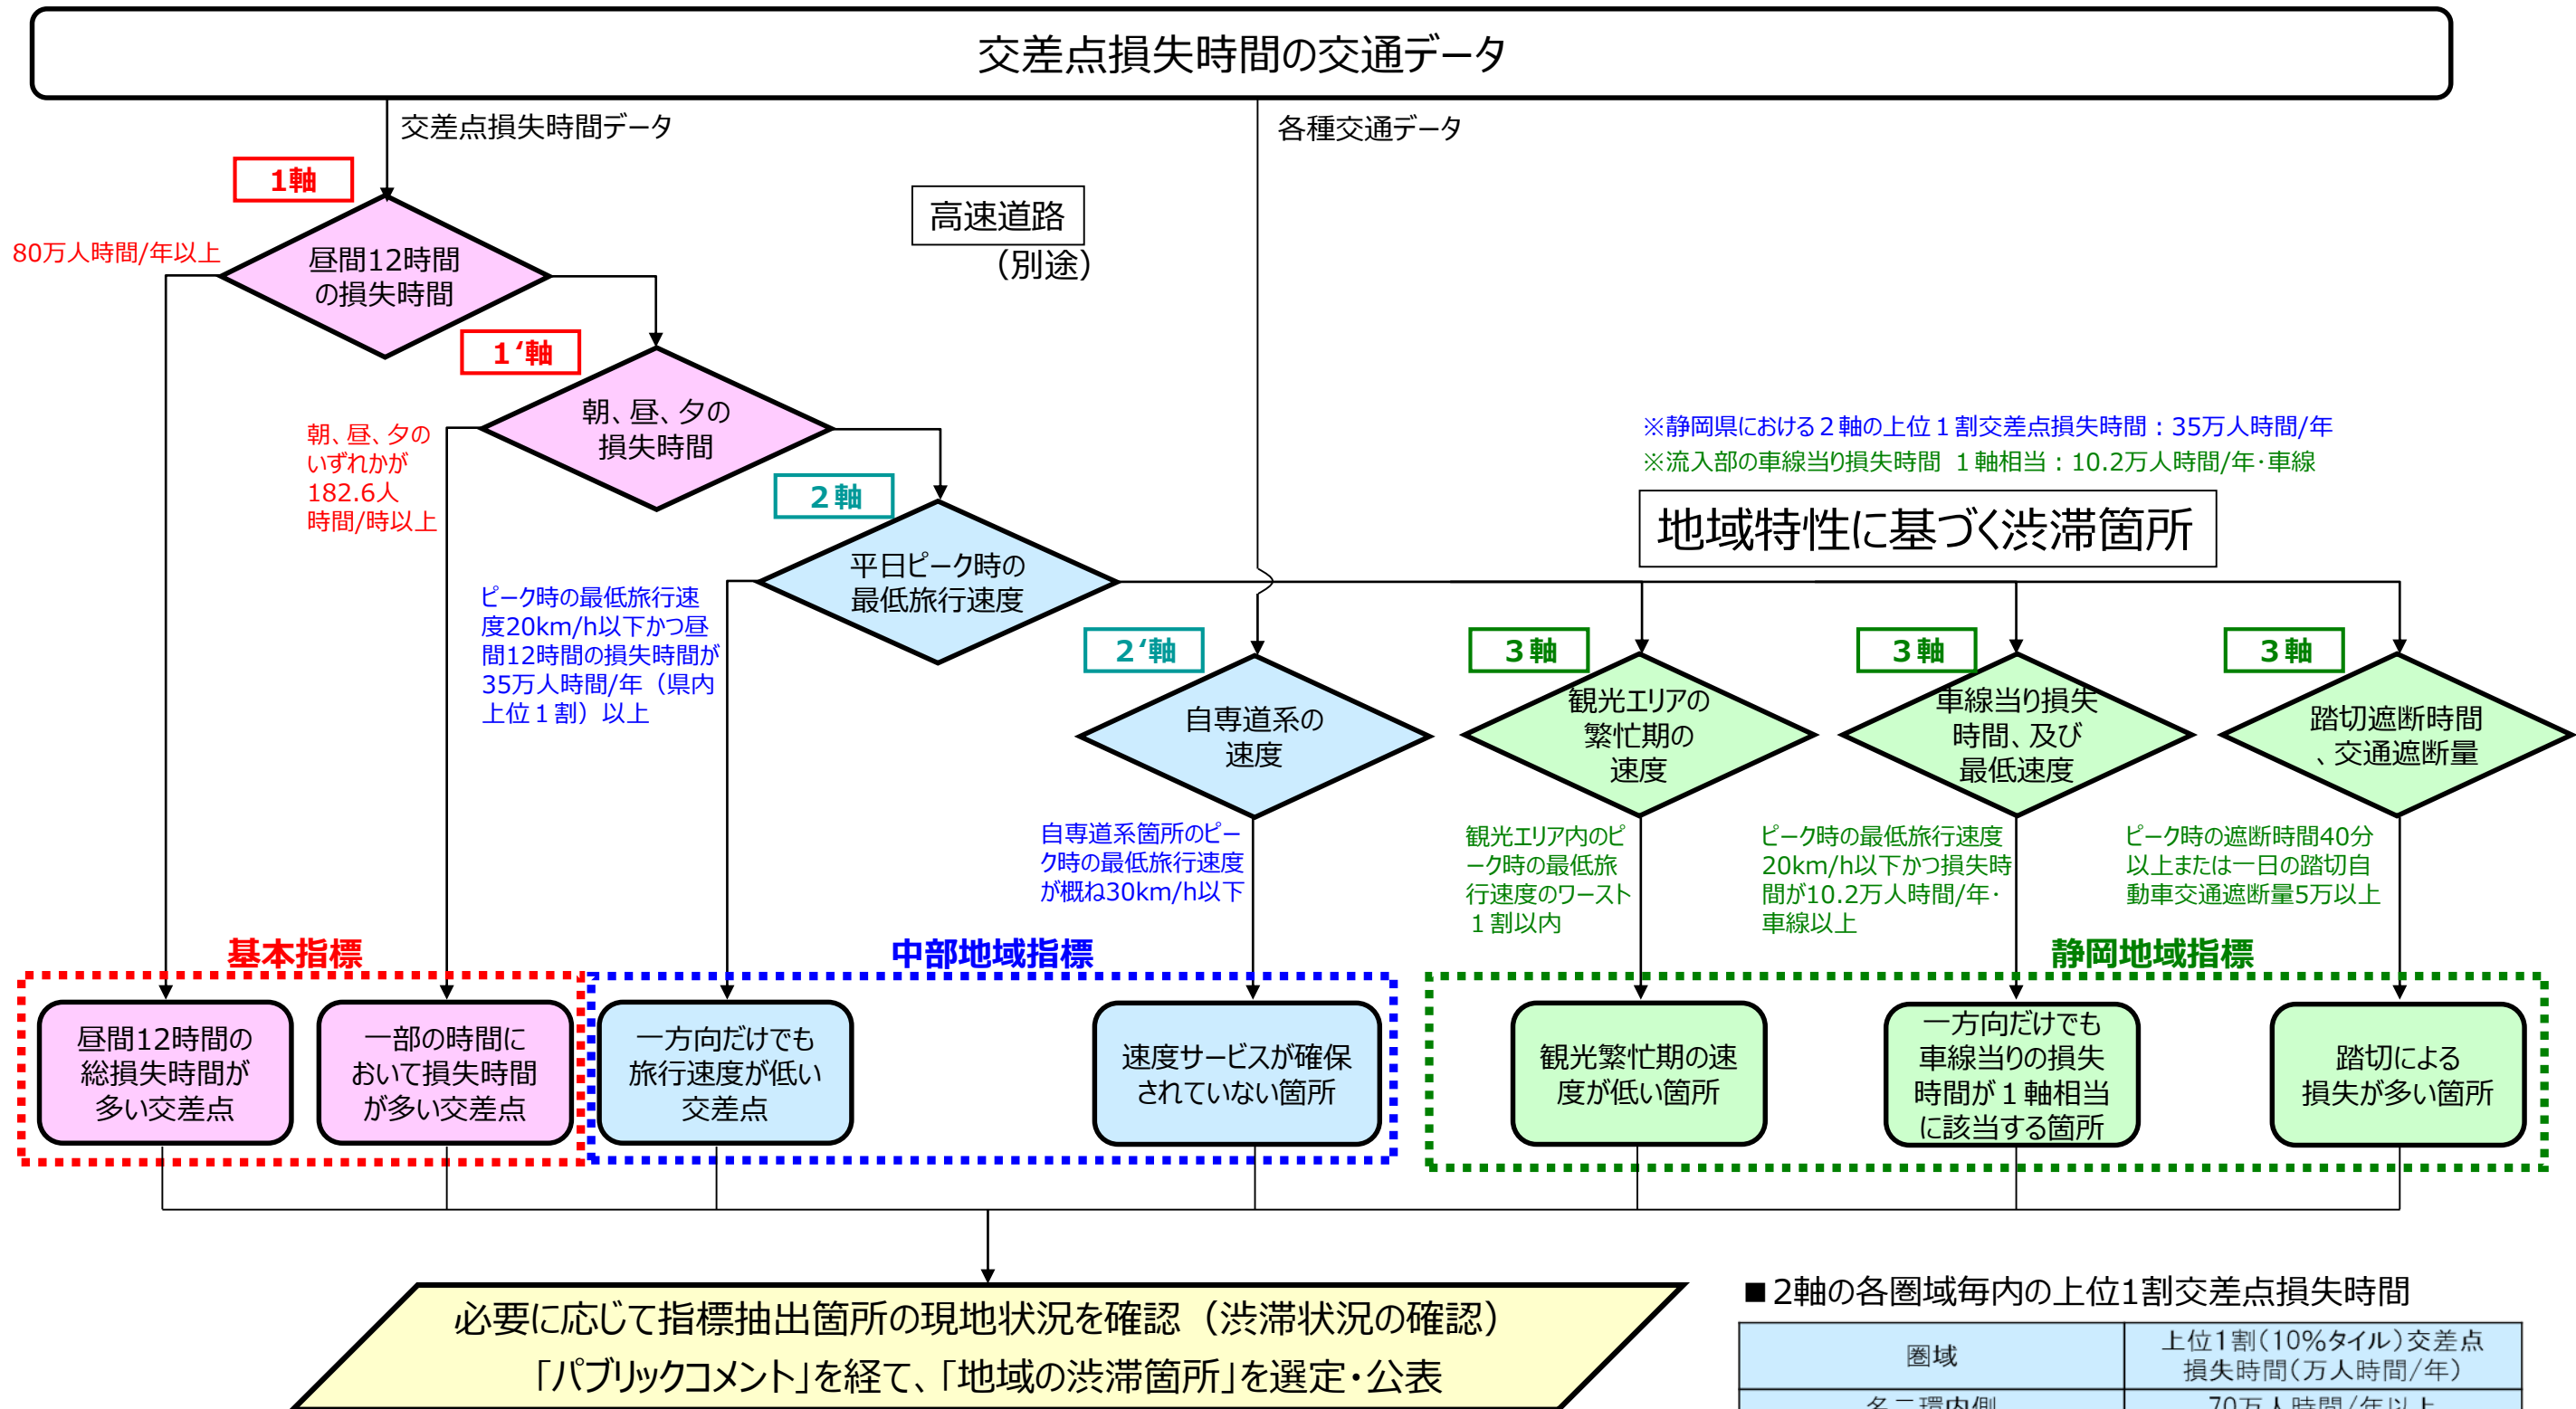 交差点損失時間の交通データ
交差点損失時間データ
各種交通データ
1軸
高速道路
（別途）
80万人時間/年以上
昼間12時間
の損失時間
1‘軸
朝、昼、夕の
損失時間
朝、昼、夕の
いずれかが
182.6人
時間/時以上
※静岡県における２軸の上位１割交差点損失時間：35万人時間/年
※流入部の車線当り損失時間 １軸相当：10.2万人時間/年・車線
２軸
地域特性に基づく渋滞箇所
平日ピーク時の
最低旅行速度
ピーク時の最低旅行速
度20km/h以下かつ昼
間12時間の損失時間が
35万人時間/年（県内
上位１割）以上
２‘軸
自専道系の
速度
３軸
観光エリアの
繁忙期の
速度
３軸
車線当り損失
時間、及び
最低速度
３軸
踏切遮断時間
、交通遮断量
自専道系箇所のピー
ク時の最低旅行速度
が概ね30km/h以下
観光エリア内のピ
ーク時の最低旅
行速度のワースト
１割以内
ピーク時の最低旅行速度
20km/h以下かつ損失時
間が10.2万人時間/年・
車線以上
ピーク時の遮断時間40分
以上または一日の踏切自
動車交通遮断量5万以上
基本指標
中部地域指標
静岡地域指標
昼間12時間の
総損失時間が
多い交差点
一部の時間に
おいて損失時間
が多い交差点
一方向だけでも
旅行速度が低い
交差点
速度サービスが確保
されていない箇所
観光繁忙期の速
度が低い箇所
一方向だけでも
車線当りの損失
時間が１軸相当
に該当する箇所
踏切による
損失が多い箇所
必要に応じて指標抽出箇所の現地状況を確認（渋滞状況の確認）
「パブリックコメント」を経て、「地域の渋滞箇所」を選定・公表
■2軸の各圏域毎内の上位1割交差点損失時間
圏域
上位1割(10%タイル)交差点
損失時間(万人時間/年)
名二環内側
70万人時間/年以上